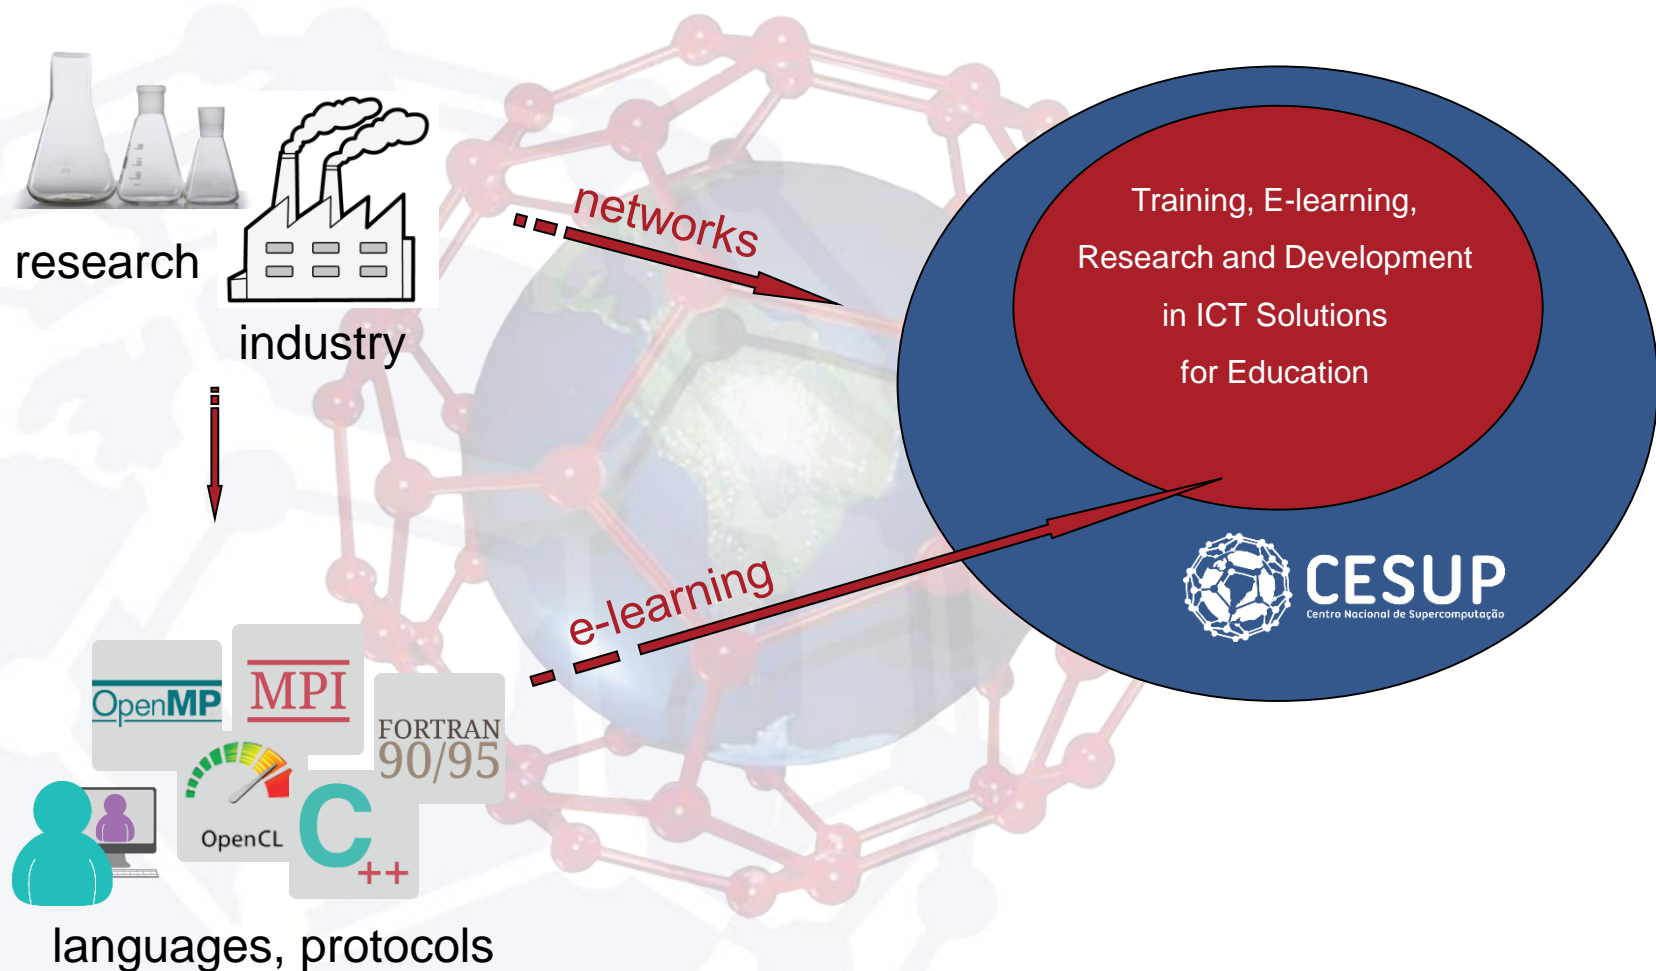 research
industry
networks
Training, E-learning,
Research and Development
in ICT Solutions
for Education
e-learning
CESUP
Centro Nacional de Supercomputação
OpenMP
MPI
FORTRAN
90/95
OpenCL
C
++
languages, protocols